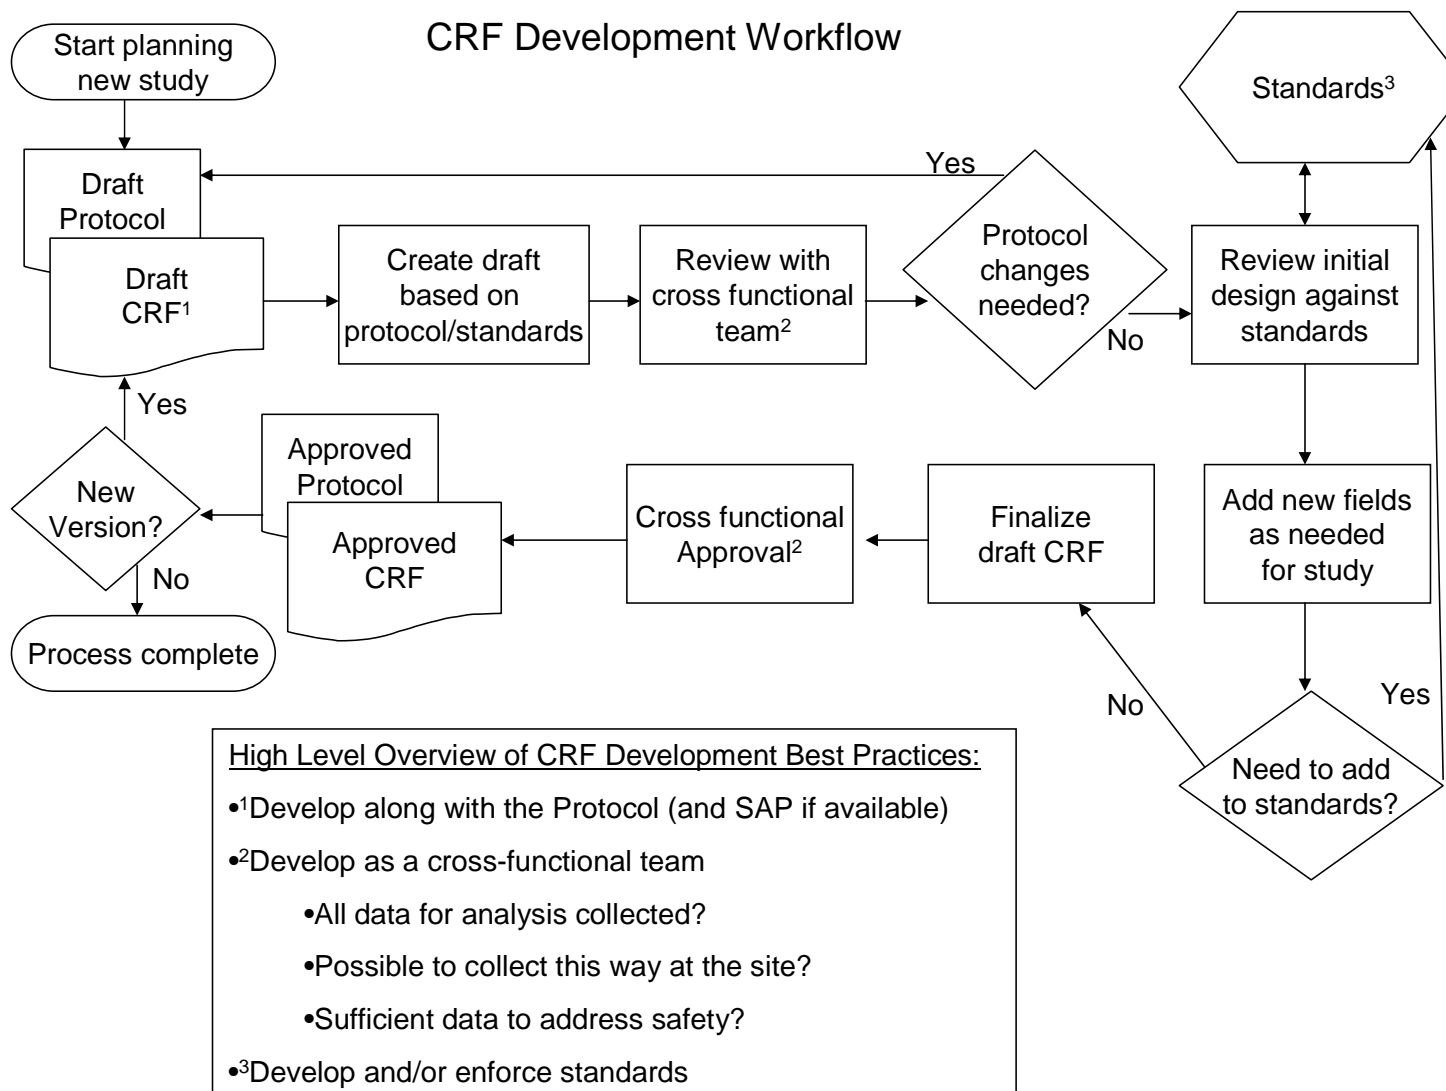 CRF Development Workflow
Start planning
new study
Standards³
Draft
Protocol
Yes
Draft
CRF¹
Create draft
based on
protocol/standards
Review with
cross functional
team²
Protocol
changes
needed?
No
Review initial
design against
standards
Yes
New
Version?
No
Process complete
Approved
Protocol
Approved
CRF
Cross functional
Approval²
Finalize
draft CRF
Add new fields
as needed
for study
No
Yes
Need to add
to standards?
High Level Overview of CRF Development Best Practices:
•¹Develop along with the Protocol (and SAP if available)
•²Develop as a cross-functional team
•All data for analysis collected?
•Possible to collect this way at the site?
•Sufficient data to address safety?
•³Develop and/or enforce standards